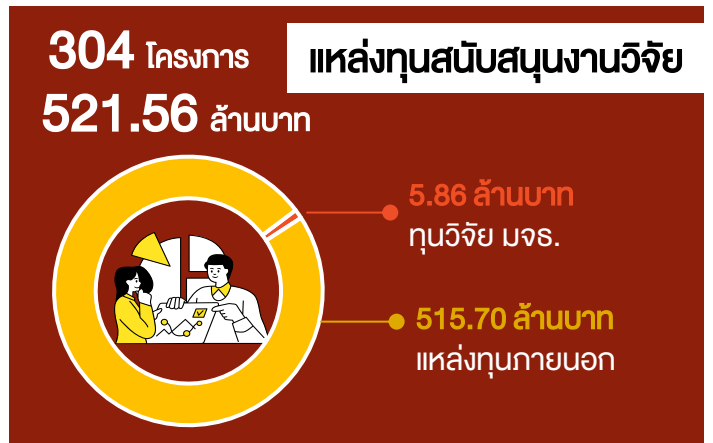 304 โครงการ
แหล่งทุนสนับสนุนงานวิจัย
521.56 ล้านบาท
5.86 ล้านบาท
ทุนวิจัย มจธ.
515.70 ล้านบาท
แหล่งทุนภายนอก